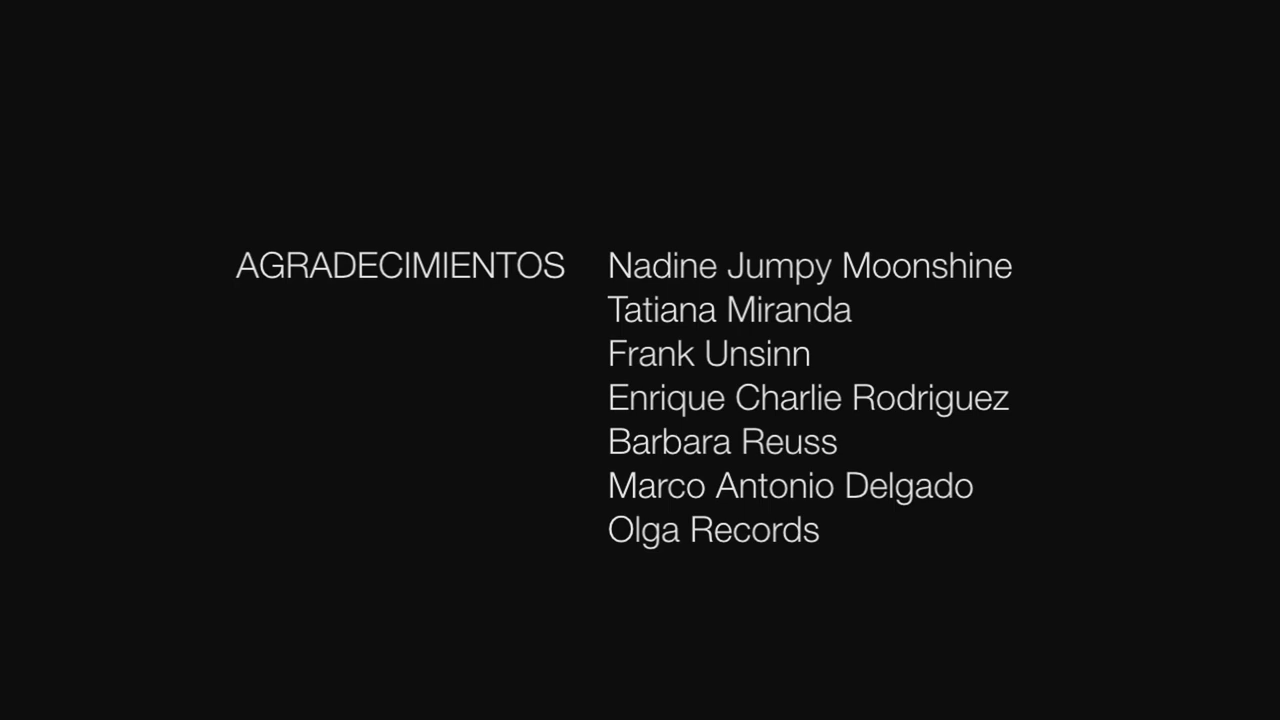 AGRADECIMIENTOS Nadine Jumpy Moonshine
Tatiana Miranda
Frank Unsinn
Enrique Charlie Rodriguez
Barbara Reuss
Marco Antonio Delgado
Olga Records